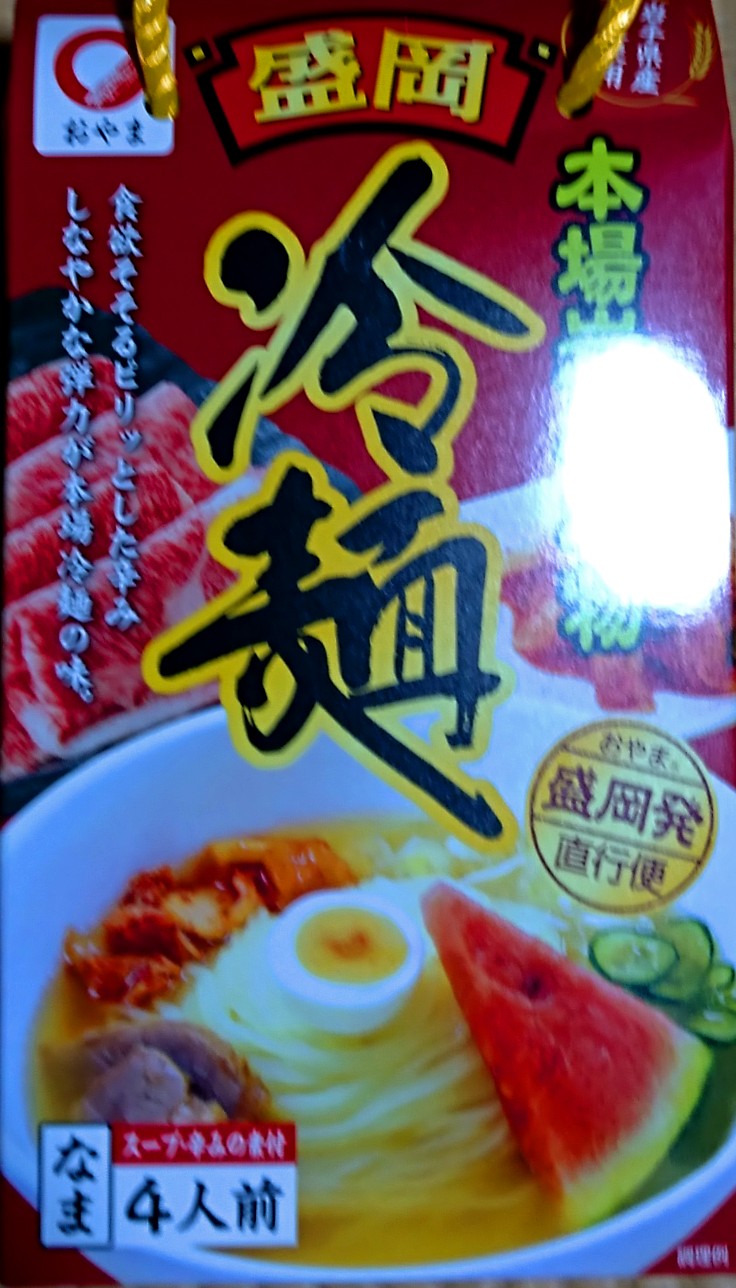 おやま
盛岡
岩手県産
用
本場
冷麺
食欲をそそるピリッとした辛み
しなやかな弾力が本場冷麺の味。
おやま
盛岡発
直行便
なま
スープ・辛みの素付
4人前
調理例